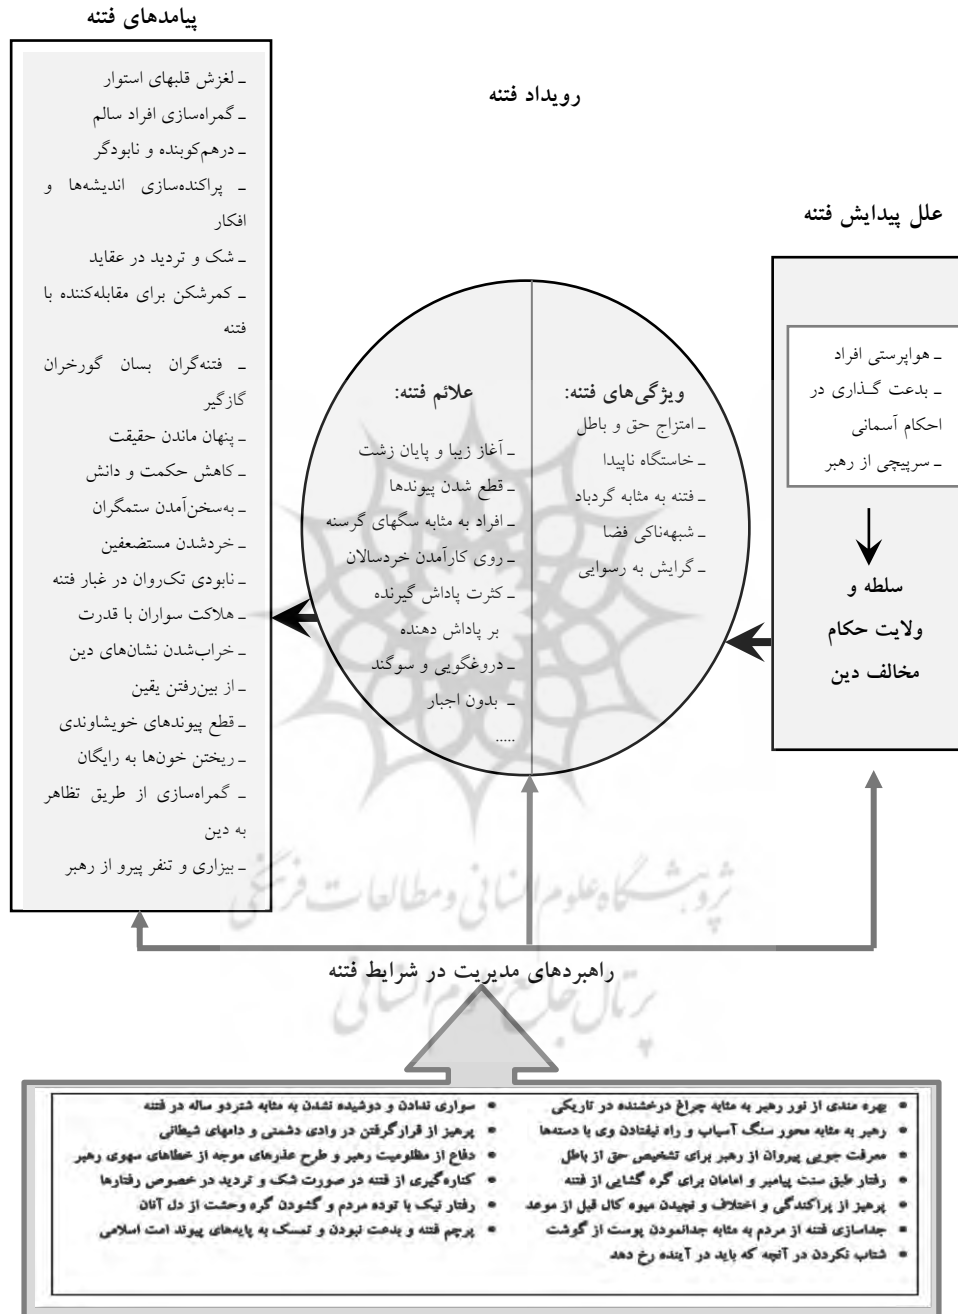 پیامدهای فتنه
رویداد فتنه
علل پیدایش فتنه
ـ هواپرستی افراد
ـ بدعت گـذاری در
احکام آسمانی
ـ سرپیچی از رهبر
سلطه و
ولایت حکام
مخالف دین
ویژگی‌های فتنه:
ـ امتزاج حق و باطل
ـ خاستگاه ناپیدا
ـ فتنه به مثابه گردباد
ـ شبهه‌ناکی فضا
ـ گرایش به رسوایی
علائم فتنه:
ـ آغاز زیبا و پایان زشت
ـ قطع شدن پیوندها
ـ افراد به مثابه سگهای گرسنه
ـ روی کارآمدن خردسالان
ـ کثرت پاداش گیرنده
بر پاداش دهنده
ـ دروغگویی و سوگند
ـ بدون اجبار
.....
ـ لغزش قلبهای استوار
ـ گمراه‌سازی افراد سالم
ـ درهم‌کوبنده و نابودگر
ـ پراکنده‌سازی اندیشه‌ها و
افکار
ـ شک و تردید در عقاید
ـ کمرشکن برای مقابله‌کننده با
فتنه
ـ فتنه‌گران بسان گورخران
گازگیر
ـ پنهان ماندن حقیقت
ـ کاهش حکمت و دانش
ـ به‌سخن‌آمدن ستمگران
ـ خردشدن مستضعفین
ـ نابودی تک‌روان در غبار فتنه
ـ هلاکت سواران با قدرت
ـ خراب‌شدن نشان‌های دین
ـ از بین‌رفتن یقین
ـ قطع پیوندهای خویشاوندی
ـ ریختن خون‌ها به رایگان
ـ گمراه‌سازی از طریق تظاهر
به دین
ـ بیزاری و تنفر پیرو از رهبر
پژوهشگاه علوم انسانی و مطالعات فرهنگی
پرتال جامع علوم انسانی
راهبردهای مدیریت در شرایط فتنه
• بهره مندی از نور رهبر به مثابه چراغ درخشنده در تاریکی
• رهبر به مثابه محور سنگ آسیاب و راه نیفتادن وی با دسته‌ها
• معرفت جویی پیروان از رهبر برای تشخیص حق از باطل
• رفتار طبق سنت پیامبر و امامان برای گره گشایی از فتنه
• پرهیز از پراکندگی و اختلاف و نچیدن میوه کال قبل از موعد
• جداسازی فتنه از مردم به مثابه جدانمودن پوست از گوشت
• شتاب نکردن در آنچه که باید در آینده رخ دهد
• سواری ندادن و دوشیده نشدن به مثابه شتردو ساله در فتنه
• پرهیز از قرارگرفتن در وادی دشمنی و دامهای شیطانی
• دفاع از مظلومیت رهبر و طرح عذرهای موجه از خطاهای سهوی رهبر
• کناره‌گیری از فتنه در صورت شک و تردید در خصوص رفتارها
• رفتار نیک با توده مردم و گشودن گره وحشت از دل آنان
• پرچم فتنه و بدعت نبودن و تمسک به پایه‌های پیوند امت اسلامی